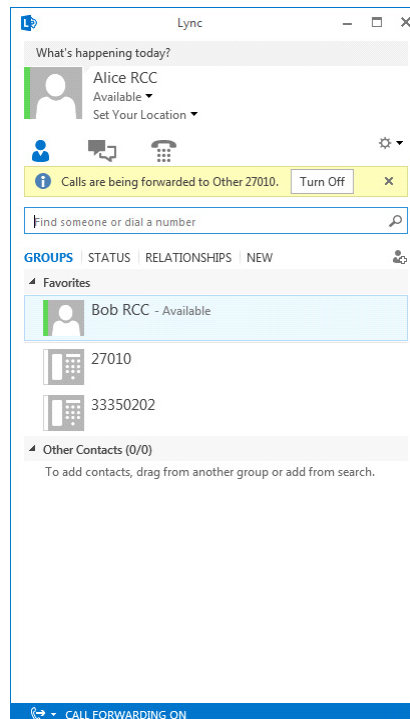 Lync
What's happening today?
Alice RCC
Available
Set Your Location
Calls are being forwarded to Other 27010. Turn Off
Find someone or dial a number
GROUPS STATUS RELATIONSHIPS NEW
Favorites
Bob RCC - Available
27010
33350202
Other Contacts (0/0)
To add contacts, drag from another group or add from search.
CALL FORWARDING ON